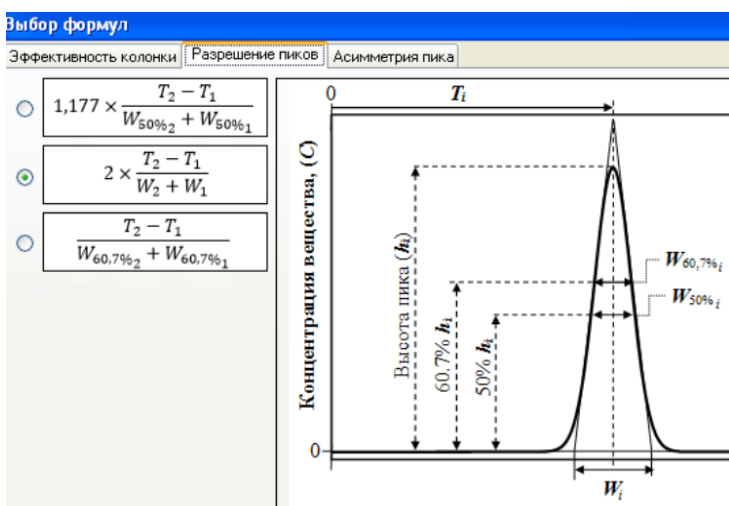 Выбор формул
Эффективность колонки Разрешение пиков Асимметрия пика
1,177 × (T₂ − T₁) / (W₅₀%₂ + W₅₀%₁)
2 × (T₂ − T₁) / (W₂ + W₁)
(T₂ − T₁) / (W₆₀,₇%₂ + W₆₀,₇%₁)
0
Tᵢ
Концентрация вещества, (C)
Высота пика (hᵢ)
60.7% hᵢ
50% hᵢ
W₆₀,₇%ᵢ
W₅₀%ᵢ
0
Wᵢ